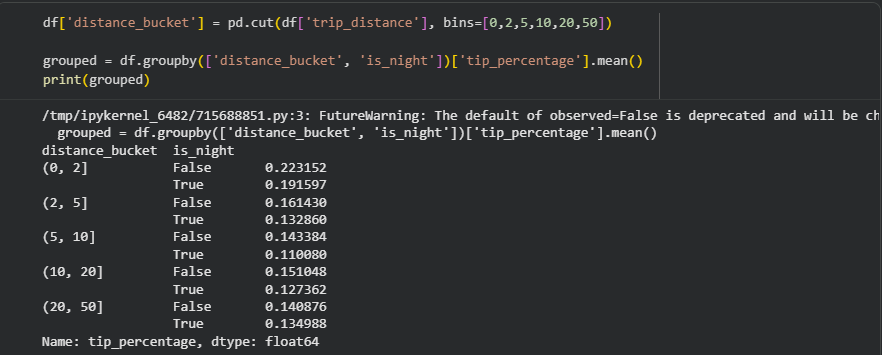 df['distance_bucket'] = pd.cut(df['trip_distance'], bins=[0,2,5,10,20,50])
grouped = df.groupby(['distance_bucket', 'is_night'])['tip_percentage'].mean()
print(grouped)
/tmp/ipykernel_6482/715688851.py:3: FutureWarning: The default of observed=False is deprecated and will be ch
  grouped = df.groupby(['distance_bucket', 'is_night'])['tip_percentage'].mean()
distance_bucket  is_night
(0, 2]           False       0.223152
                 True        0.191597
(2, 5]           False       0.161430
                 True        0.132860
(5, 10]          False       0.143384
                 True        0.110080
(10, 20]         False       0.151048
                 True        0.127362
(20, 50]         False       0.140876
                 True        0.134988
Name: tip_percentage, dtype: float64